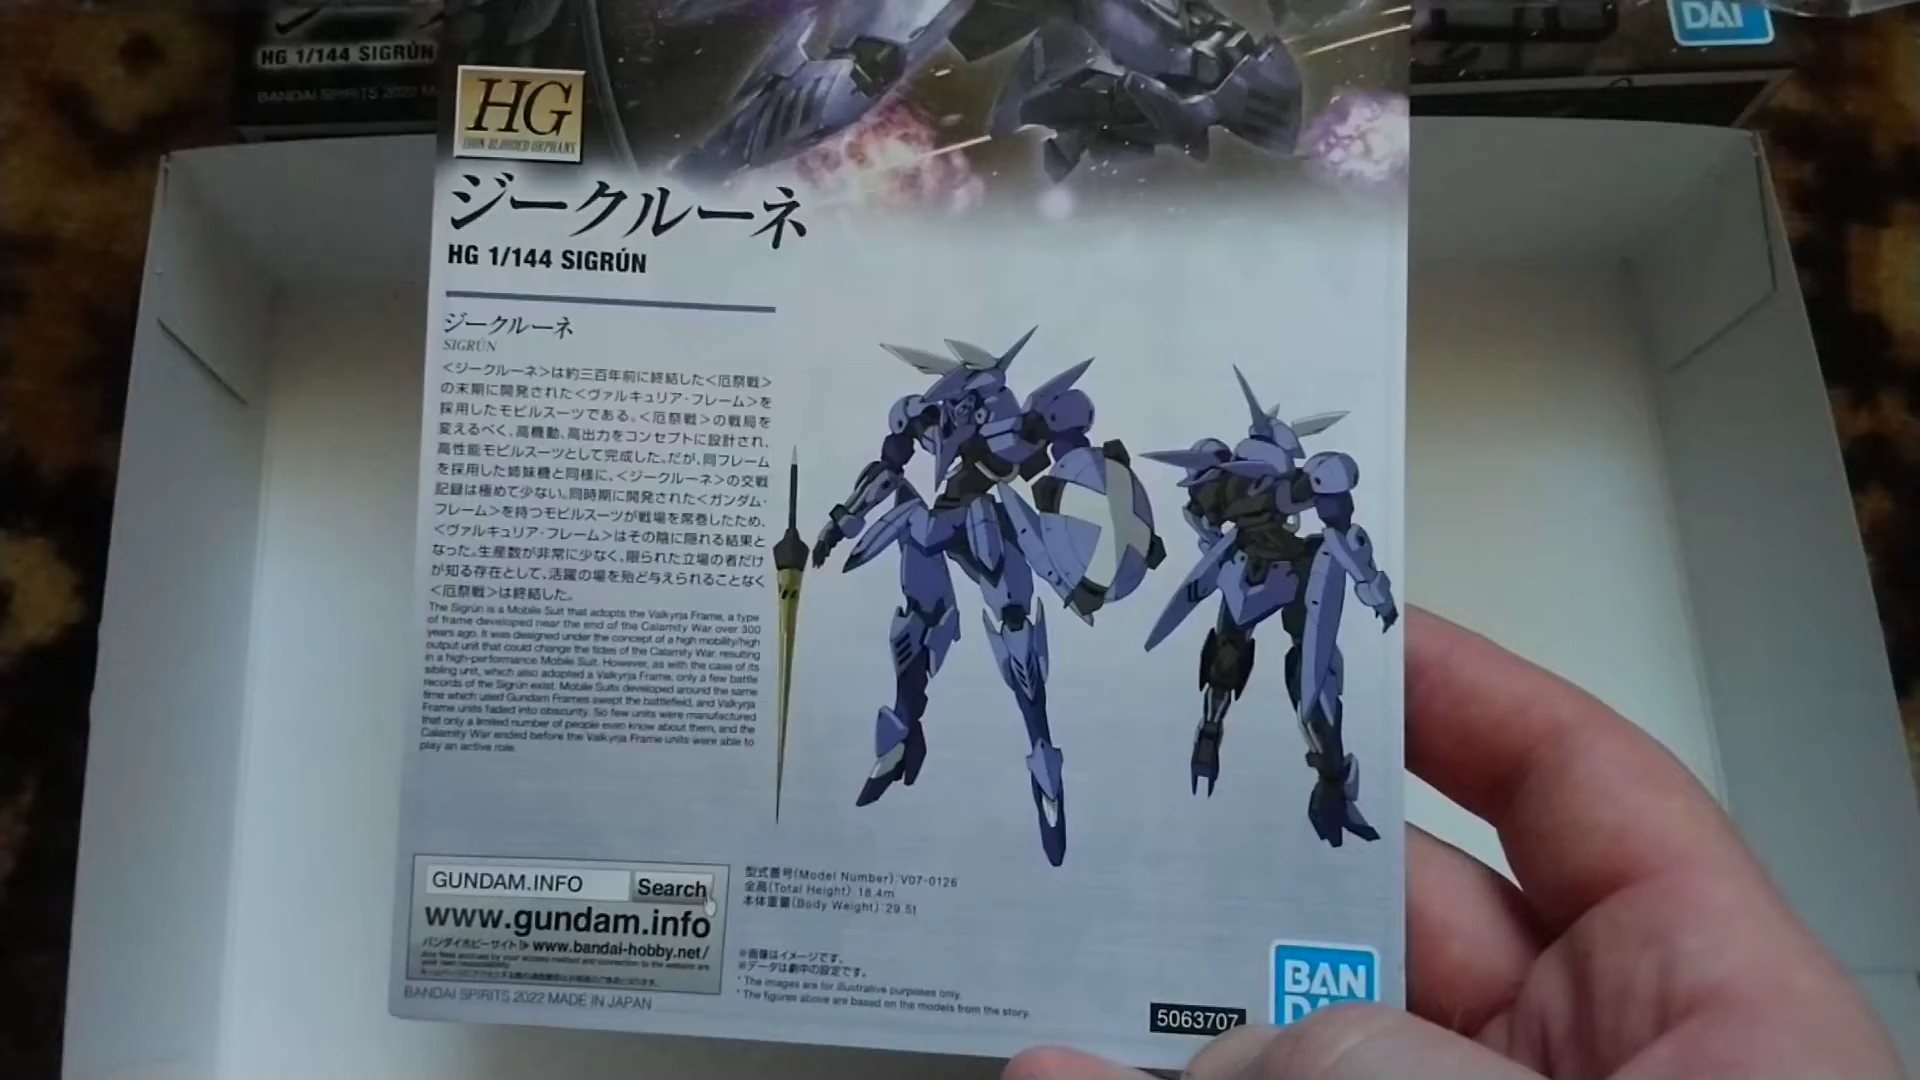 HG 1/144 SIGRÚN
BANDAI SPIRITS 2022
DAI
HG
IRON-BLOODED ORPHANS
ジークルーネ
HG 1/144 SIGRÚN
ジークルーネ
SIGRÚN
<ジークルーネ>は約三百年前に終結した<厄祭戦>
の末期に開発された<ヴァルキュリア・フレーム>を
採用したモビルスーツである。<厄祭戦>の戦局を
変えるべく、高機動、高出力をコンセプトに設計され、
高性能モビルスーツとして完成した。だが、同フレーム
を採用した姉妹機と同様に、<ジークルーネ>の交戦
記録は極めて少ない。同時期に開発された<ガンダム・
フレーム>を持つモビルスーツが戦場を席巻したため、
<ヴァルキュリア・フレーム>はその陰に隠れる結果と
なった。生産数が非常に少なく、限られた立場の者だけ
が知る存在として、活躍の場を殆ど与えられることなく
<厄祭戦>は終結した。
The Sigrún is a Mobile Suit that adopts the Valkyrja Frame, a type
of frame developed near the end of the Calamity War over 300
years ago. It was designed under the concept of a high mobility/high
output unit that could change the tides of the Calamity War, resulting
in a high-performance Mobile Suit. However, as with the case of its
sibling unit, which also adopted a Valkyrja Frame, only a few battle
records of the Sigrún exist. Mobile Suits developed around the same
time which used Gundam Frames swept the battlefield, and Valkyrja
Frame units faded into obscurity. So few units were manufactured
that only a limited number of people even know about them, and the
Calamity War ended before the Valkyrja Frame units were able to
play an active role.
GUNDAM.INFO Search
www.gundam.info
バンダイホビーサイト www.bandai-hobby.net/
Any fees accrued by your access method and connection to the website are
your own responsibility.
BANDAI SPIRITS 2022 MADE IN JAPAN
型式番号(Model Number):V07-0126
全高(Total Height):18.4m
本体重量(Body Weight):29.5t
※画像はイメージです。
※データは劇中の設定です。
* The images are for illustrative purposes only.
* The figures above are based on the models from the story.
5063707
BAN
DAI